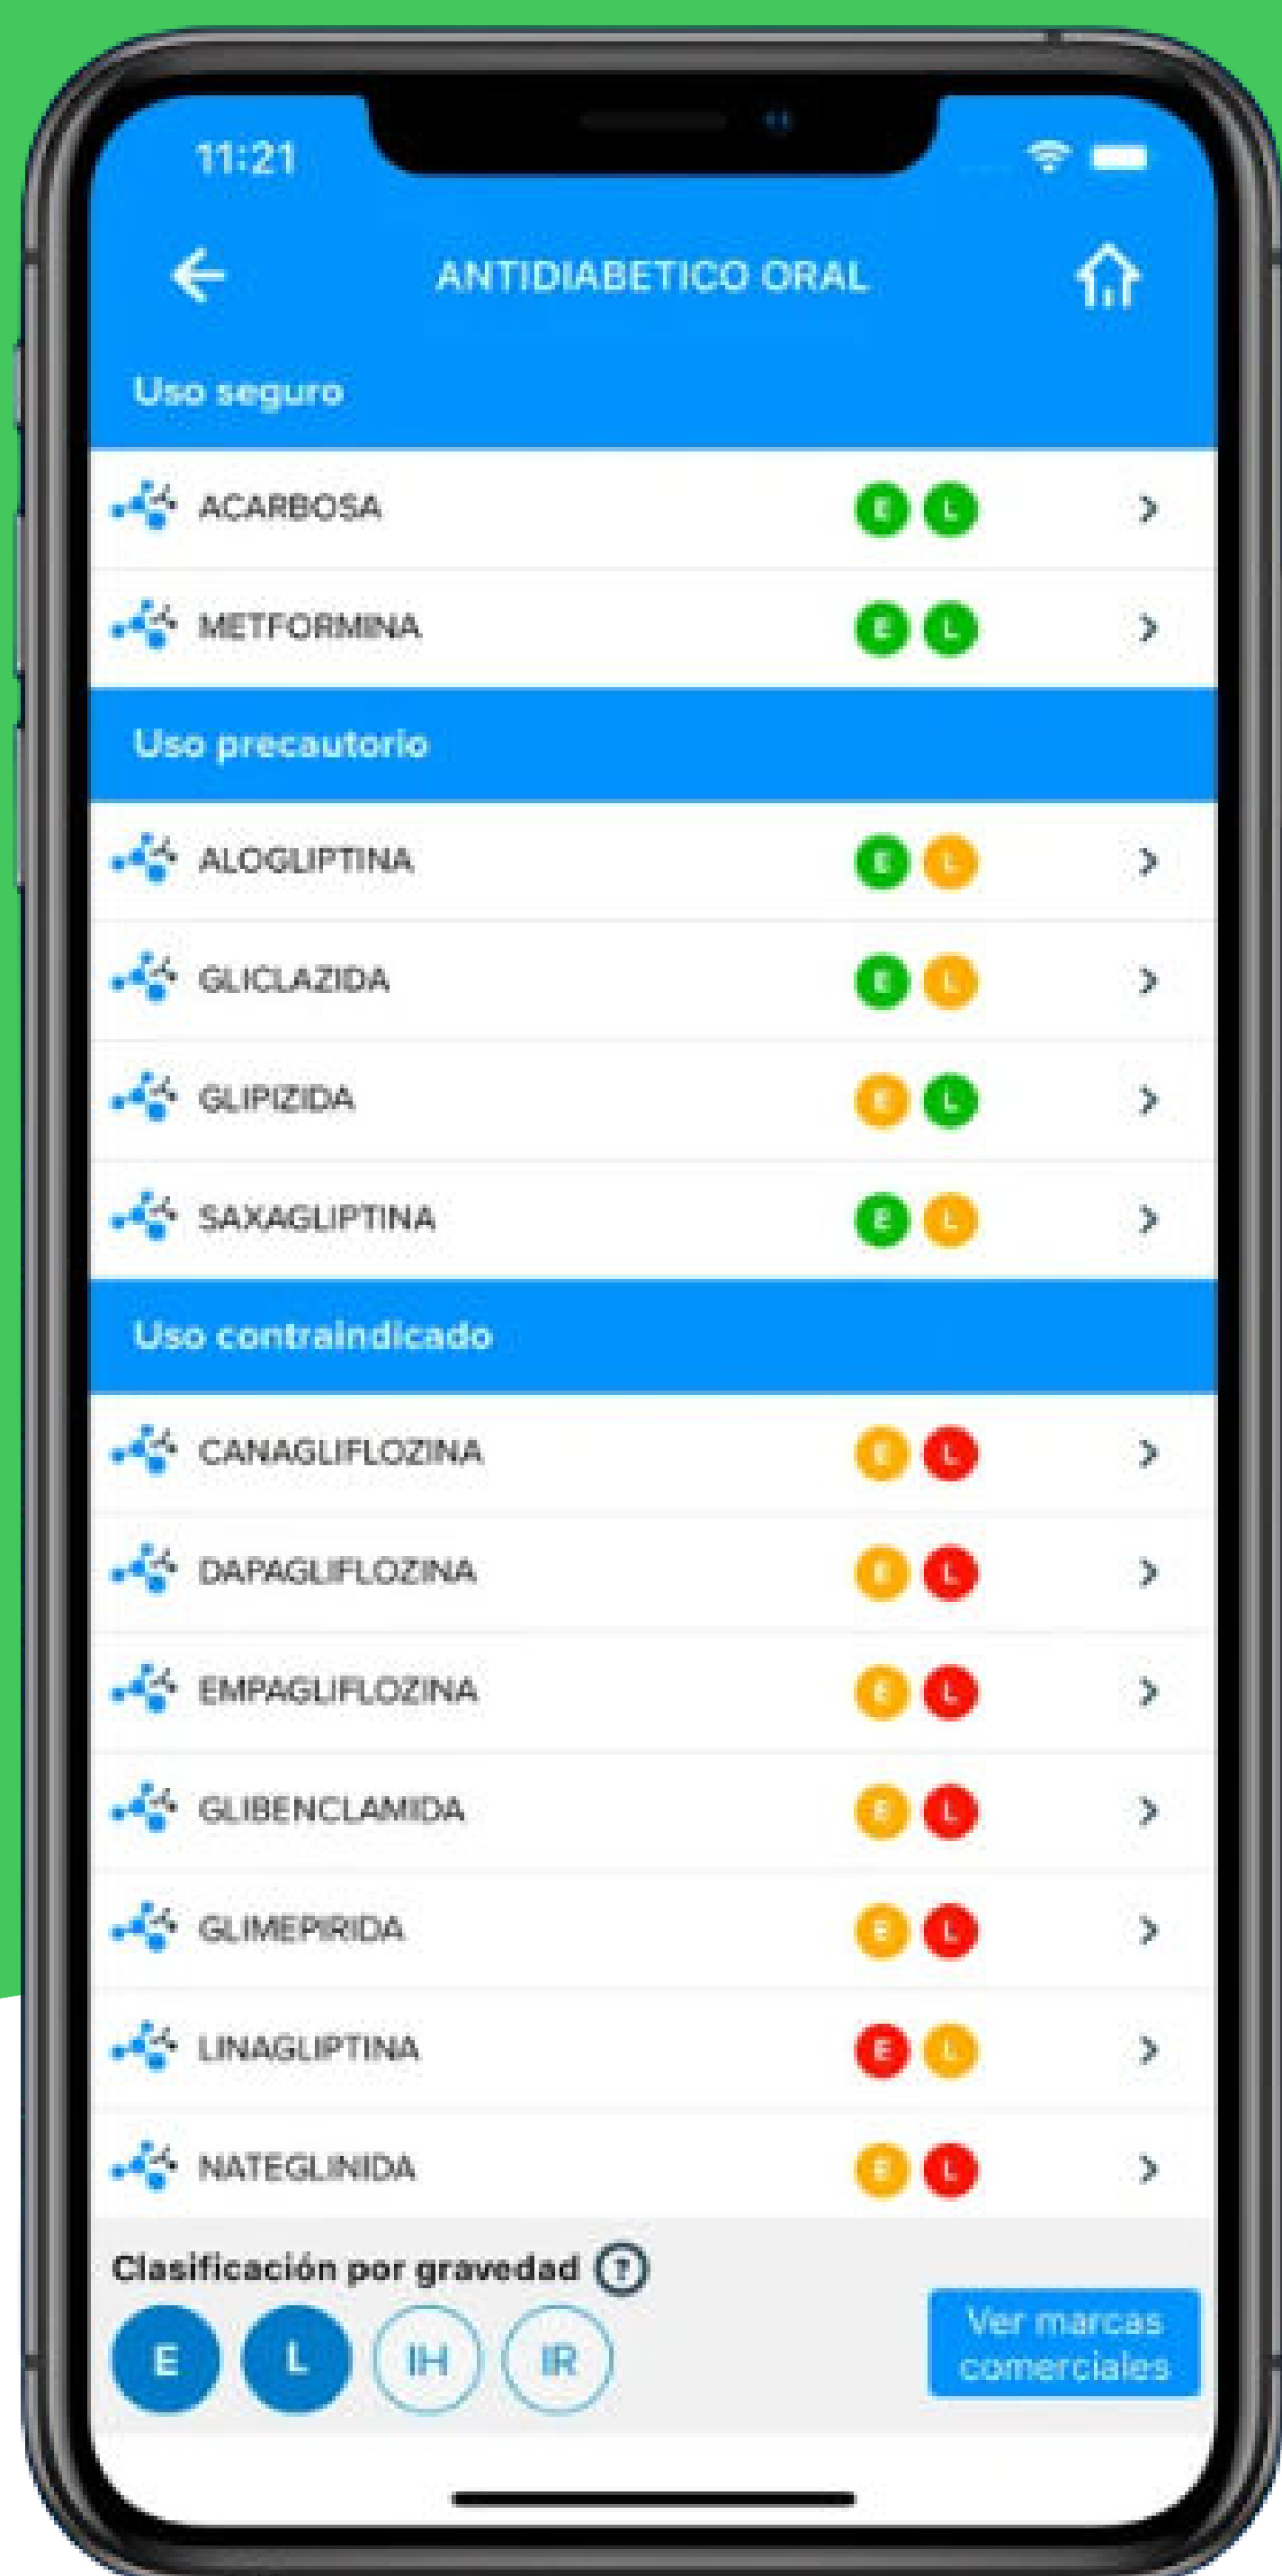 11:21
ANTIDIABETICO ORAL
Uso seguro
ACARBOSA E L
METFORMINA E L
Uso precautorio
ALOGLIPTINA E L
GLICLAZIDA E L
GLIPIZIDA E L
SAXAGLIPTINA E L
Uso contraindicado
CANAGLIFLOZINA E L
DAPAGLIFLOZINA E L
EMPAGLIFLOZINA E L
GLIBENCLAMIDA E L
GLIMEPIRIDA E L
LINAGLIPTINA E L
NATEGLINIDA E L
Clasificación por gravedad ?
E L IH IR
Ver marcas
comerciales